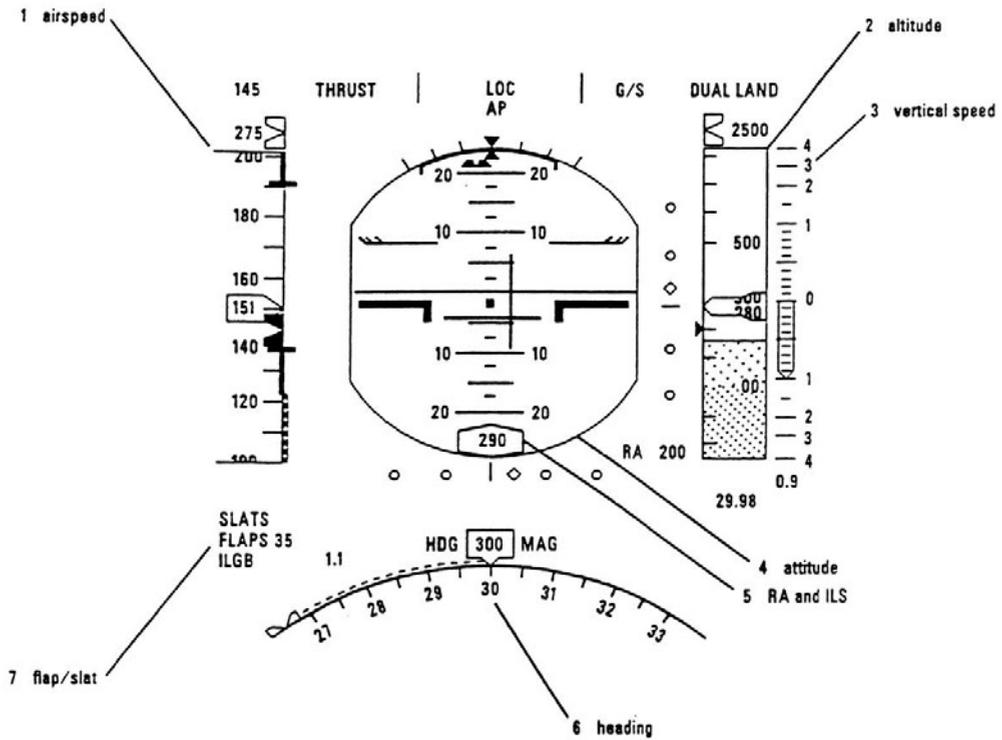 1 airspeed
2 altitude
145 THRUST LOC G/S DUAL LAND
AP
3 vertical speed
275
2500
200
180
160
151
140
120
100
20 20
10 10
10 10
20 20
290
500
300
280
00
4
3
2
1
0
1
2
3
4
RA 200
0.9
29.98
SLATS
FLAPS 35
ILGB
1.1
HDG 300 MAG
27 28 29 30 31 32 33
4 attitude
5 RA and ILS
7 flap/slat
6 heading